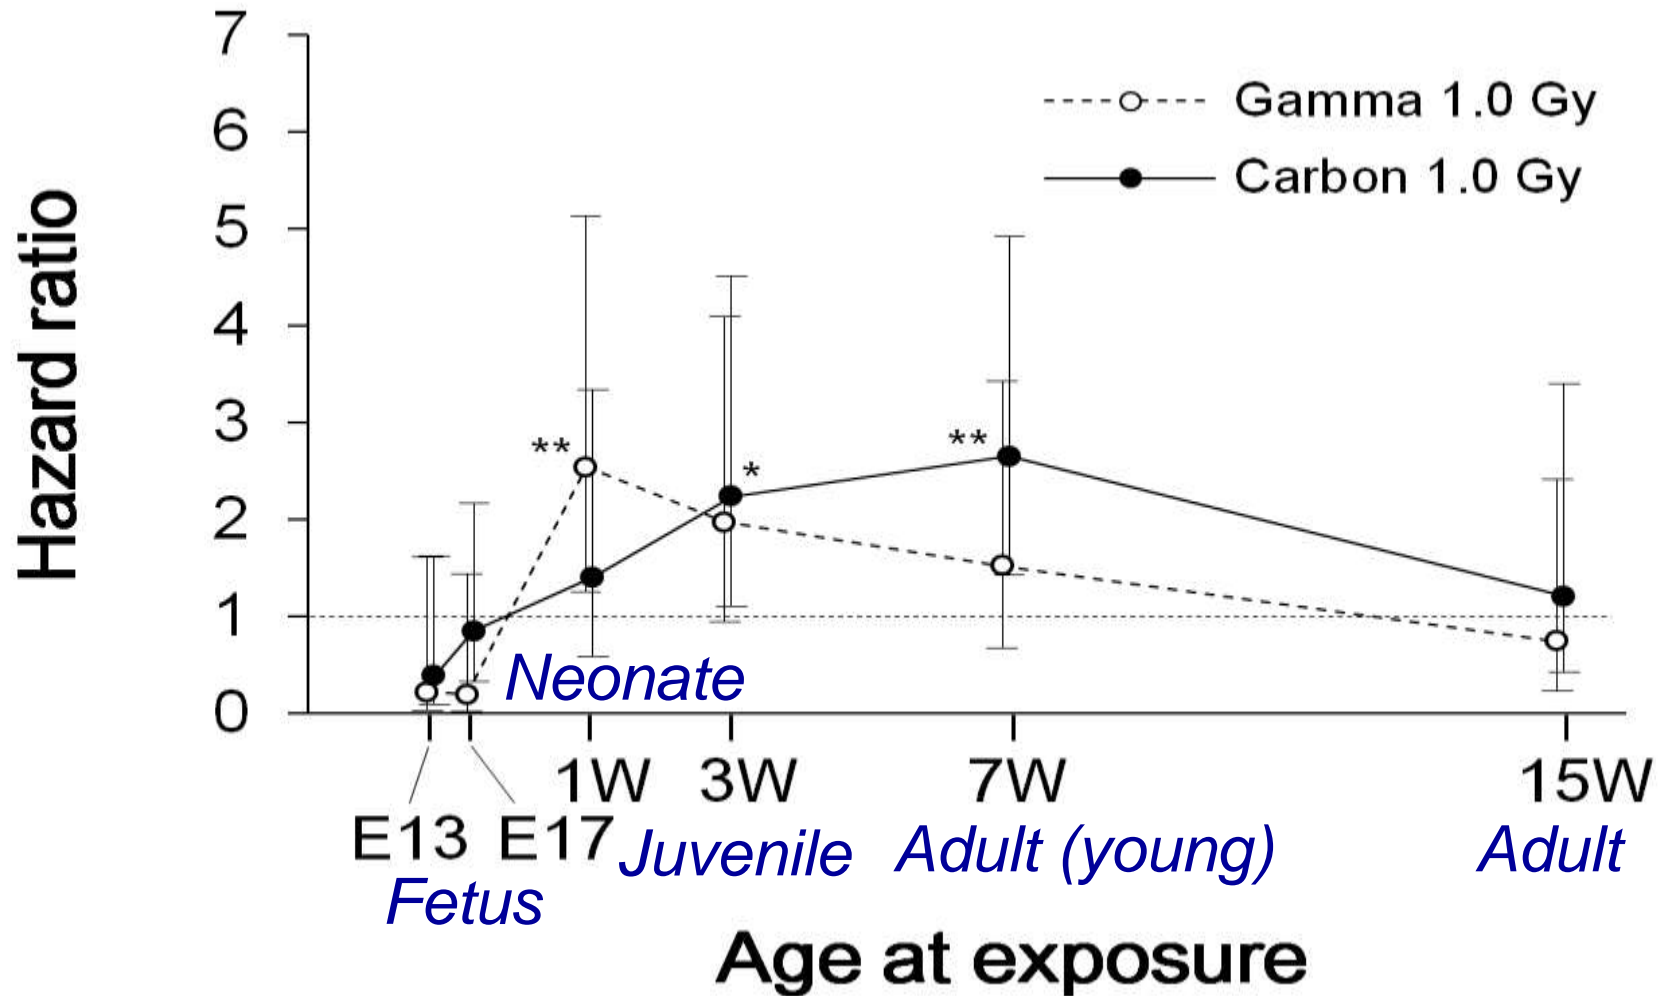 Hazard ratio
7
6
5
4
3
2
1
0
Gamma 1.0 Gy
Carbon 1.0 Gy
**
*
**
Neonate
1W 3W 7W 15W
E13 E17
Juvenile Adult (young) Adult
Fetus
Age at exposure